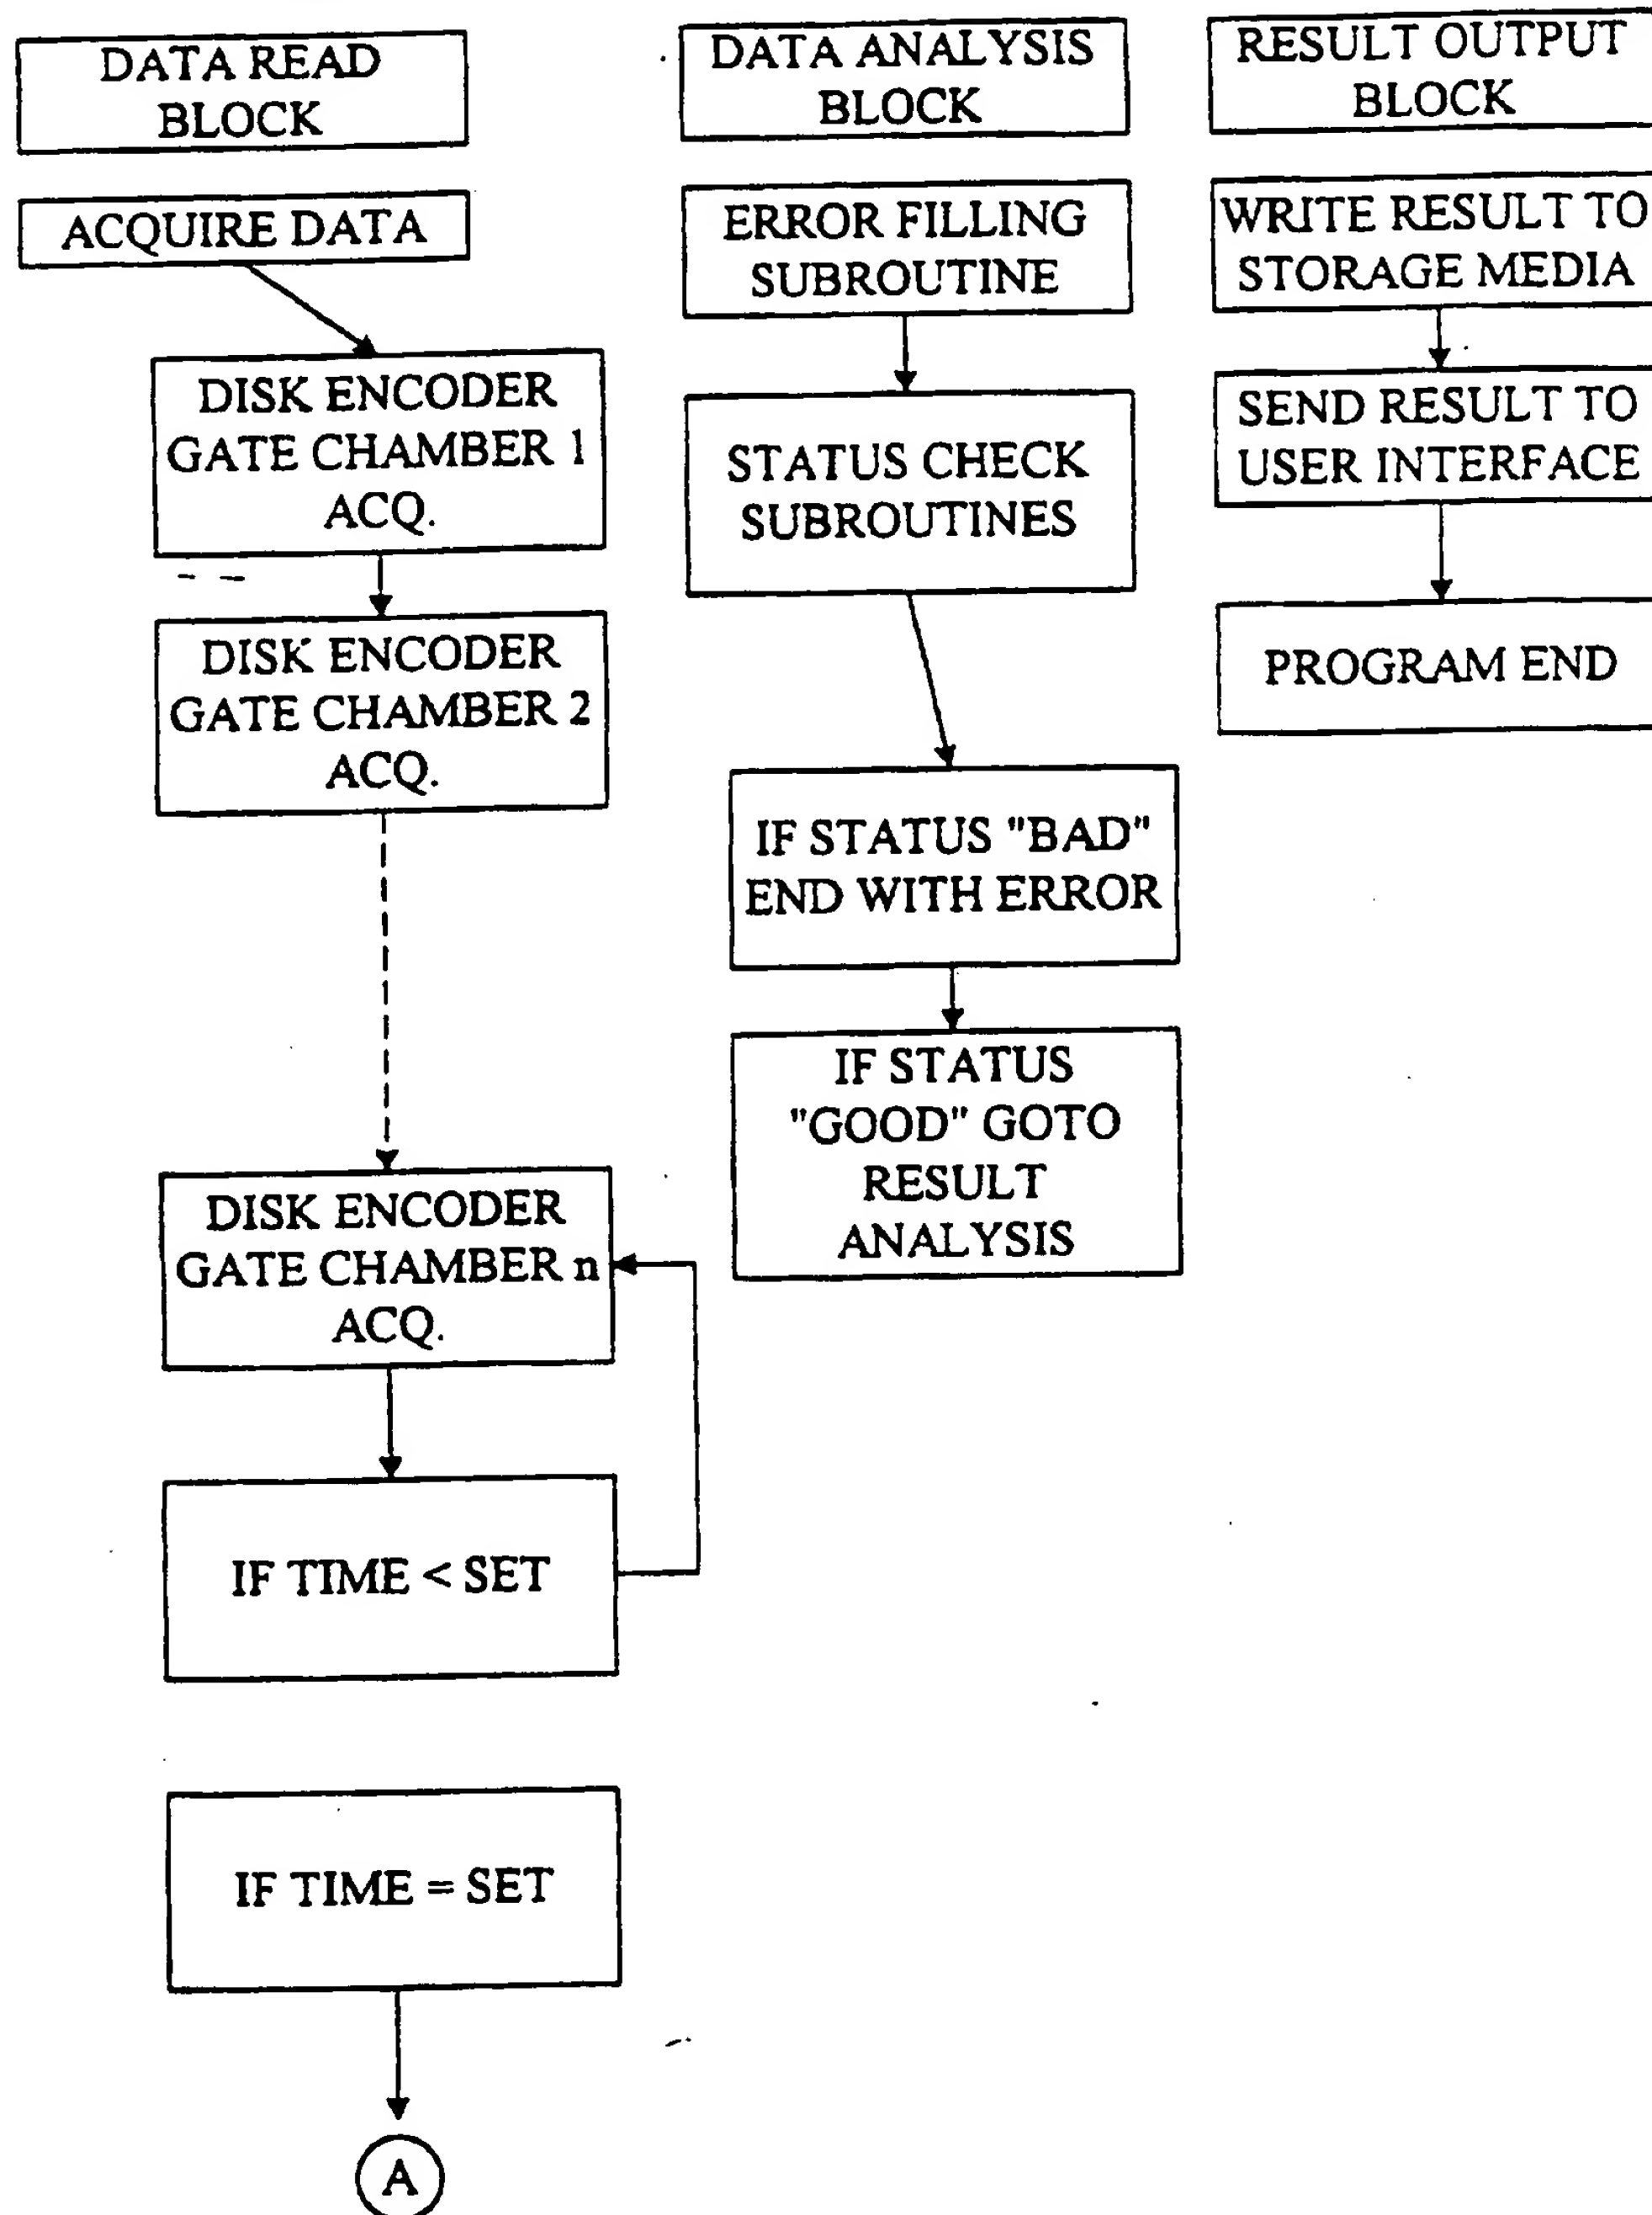 DATA READ
BLOCK
ACQUIRE DATA
DISK ENCODER
GATE CHAMBER 1
ACQ.
DISK ENCODER
GATE CHAMBER 2
ACQ.
DISK ENCODER
GATE CHAMBER n
ACQ.
IF TIME < SET
IF TIME = SET
A
DATA ANALYSIS
BLOCK
ERROR FILLING
SUBROUTINE
STATUS CHECK
SUBROUTINES
IF STATUS "BAD"
END WITH ERROR
IF STATUS
"GOOD" GOTO
RESULT
ANALYSIS
RESULT OUTPUT
BLOCK
WRITE RESULT TO
STORAGE MEDIA
SEND RESULT TO
USER INTERFACE
PROGRAM END